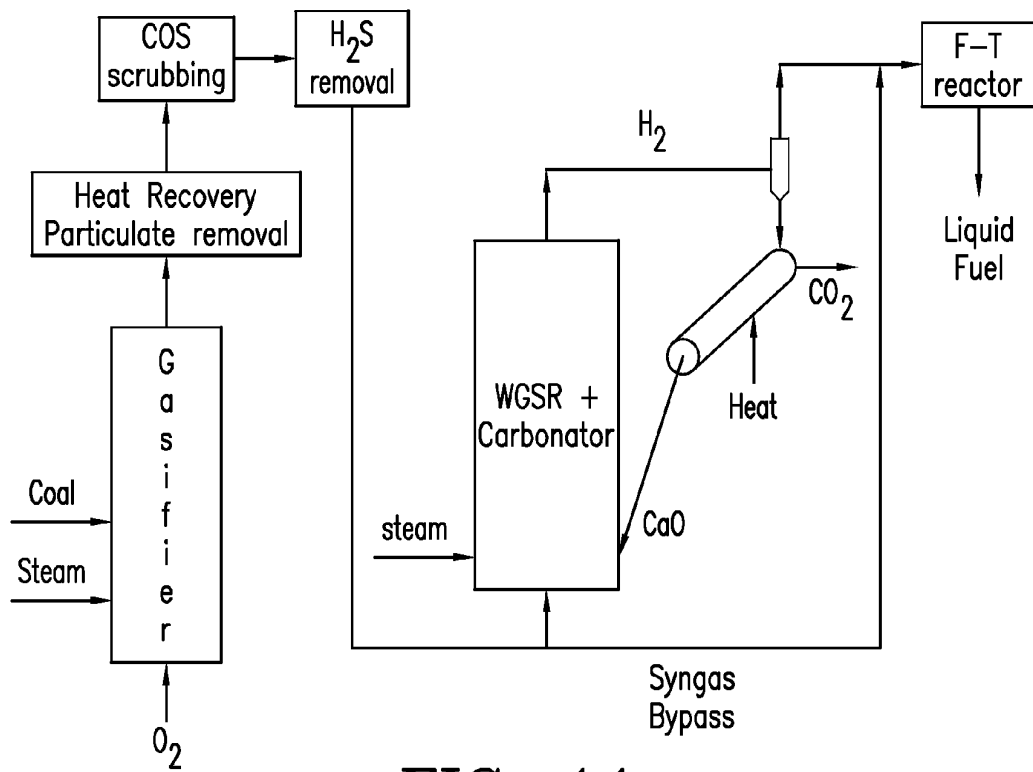 COS
scrubbing
H2S
removal
F-T
reactor
H2
Heat Recovery
Particulate removal
Liquid
Fuel
CO2
Gasifier
WGSR +
Carbonator
Heat
Coal
steam
CaO
Steam
Syngas
Bypass
O2